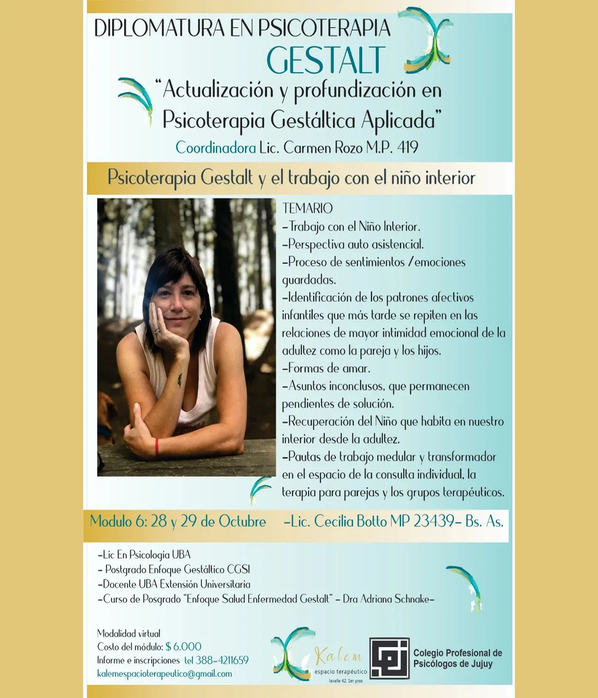 DIPLOMATURA EN PSICOTERAPIA
GESTALT
“Actualización y profundización en
Psicoterapia Gestáltica Aplicada”
Coordinadora Lic. Carmen Rozo M.P. 419
Psicoterapia Gestalt y el trabajo con el niño interior
TEMARIO
-Trabajo con el Niño Interior.
-Perspectiva auto asistencial.
-Proceso de sentimientos /emociones
guardadas.
-Identificación de los patrones afectivos
infantiles que más tarde se repiten en las
relaciones de mayor intimidad emocional de la
adultez como la pareja y los hijos.
-Formas de amar.
-Asuntos inconclusos, que permanecen
pendientes de solución.
-Recuperación del Niño que habita en nuestro
interior desde la adultez.
-Pautas de trabajo medular y transformador
en el espacio de la consulta individual, la
terapia para parejas y los grupos terapéuticos.
Modulo 6: 28 y 29 de Octubre -Lic. Cecilia Botto MP 23439- Bs. As.
-Lic En Psicologia UBA
- Postgrado Enfoque Gestáltico CGSI
-Docente UBA Extensión Universitaria
-Curso de Posgrado "Enfoque Salud Enfermedad Gestalt" - Dra Adriana Schnake-
Modalidad virtual
Costo del módulo: $ 6.000
Informe e inscripciones tel 388-4211659
kalemespacioterapeutico@gmail.com
Kalem
espacio terapeutico
lavalle 42, 1er piso
Colegio Profesional de
Psicólogos de Jujuy